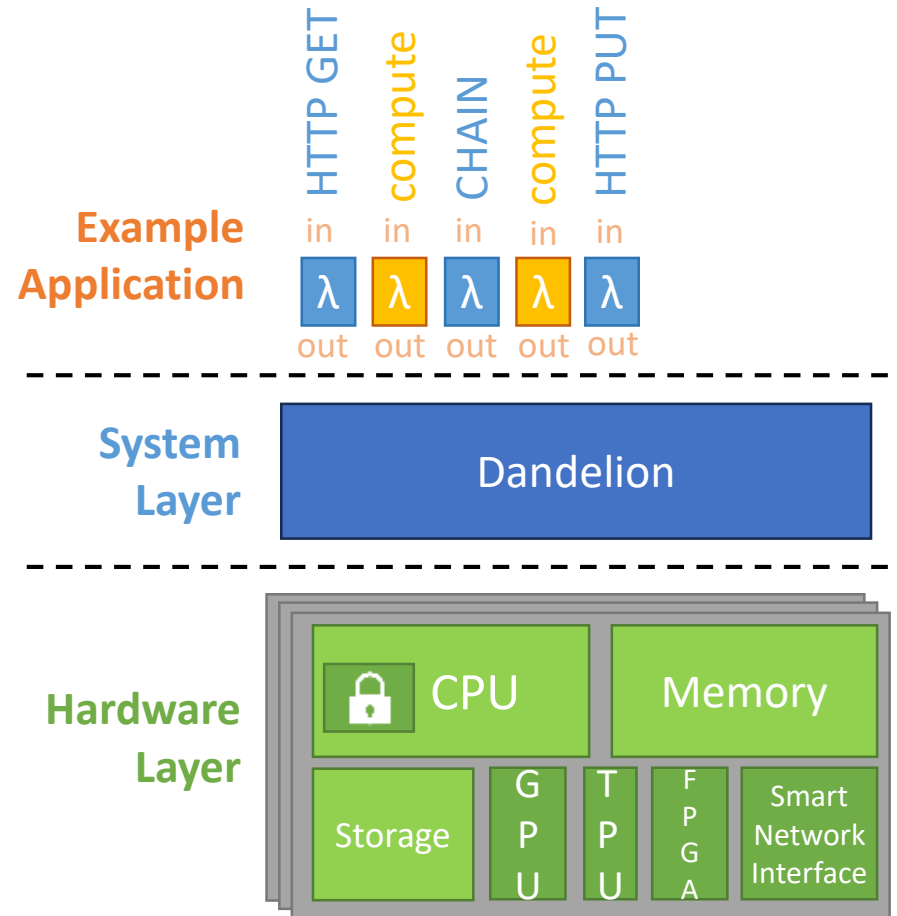 HTTP GET
compute
CHAIN
compute
HTTP PUT
Example
Application
in in in in in
λ λ λ λ λ
out out out out out
System
Layer
Dandelion
Hardware
Layer
CPU
Memory
Storage
GPU
TPU
FPGA
Smart
Network
Interface